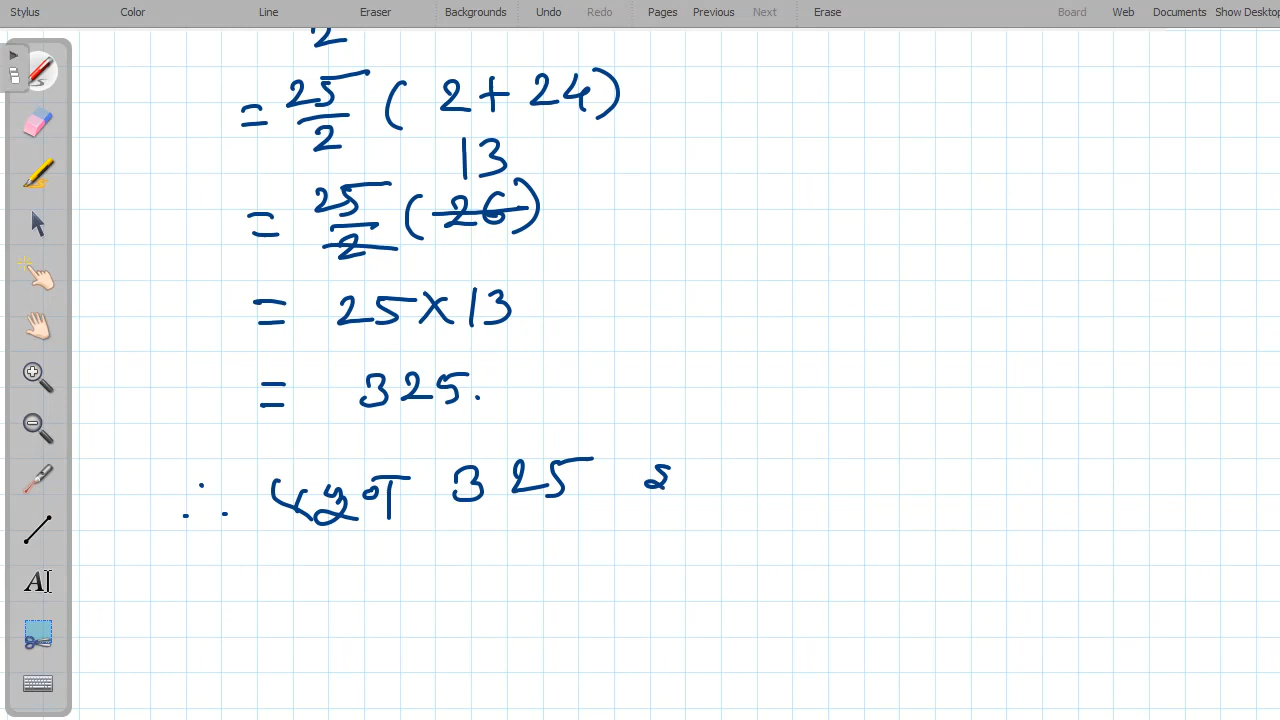 Stylus Color Line Eraser Backgrounds Undo Redo Pages Previous Next Erase Board Web Documents Show Desktop
2
= 25/2 ( 2 + 24)
13
= 25/2 ( 26 )
= 25 × 13
= 325.
∴ 325